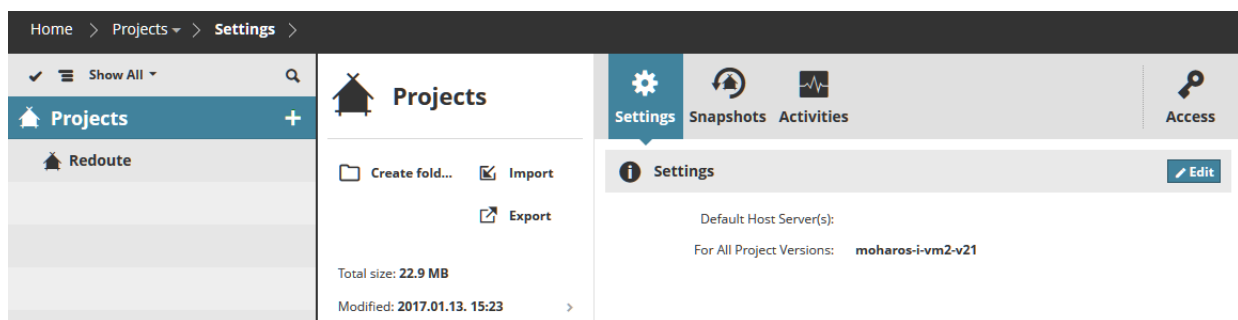 Home > Projects > Settings >
Show All
Projects
Redoute
Projects
Create fold... Import
Export
Total size: 22.9 MB
Modified: 2017.01.13. 15:23 >
Settings Snapshots Activities Access
Settings Edit
Default Host Server(s):
For All Project Versions: moharos-i-vm2-v21